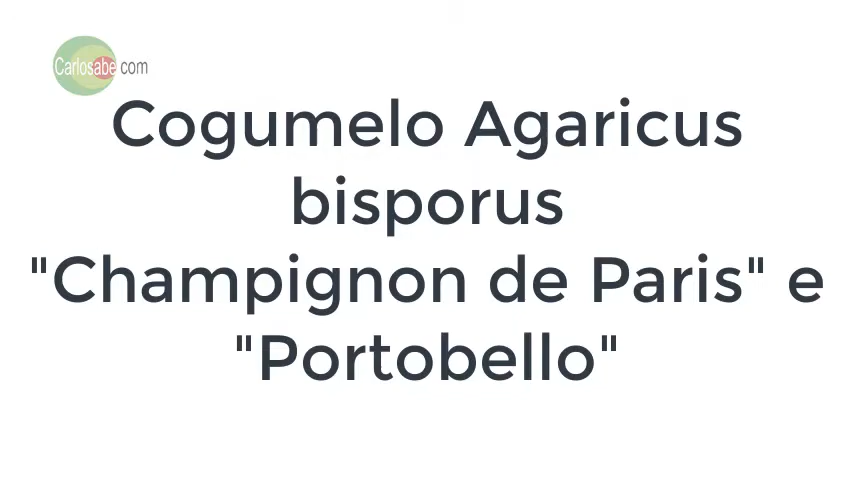 Carlosabe com
Cogumelo Agaricus
bisporus
"Champignon de Paris" e
"Portobello"